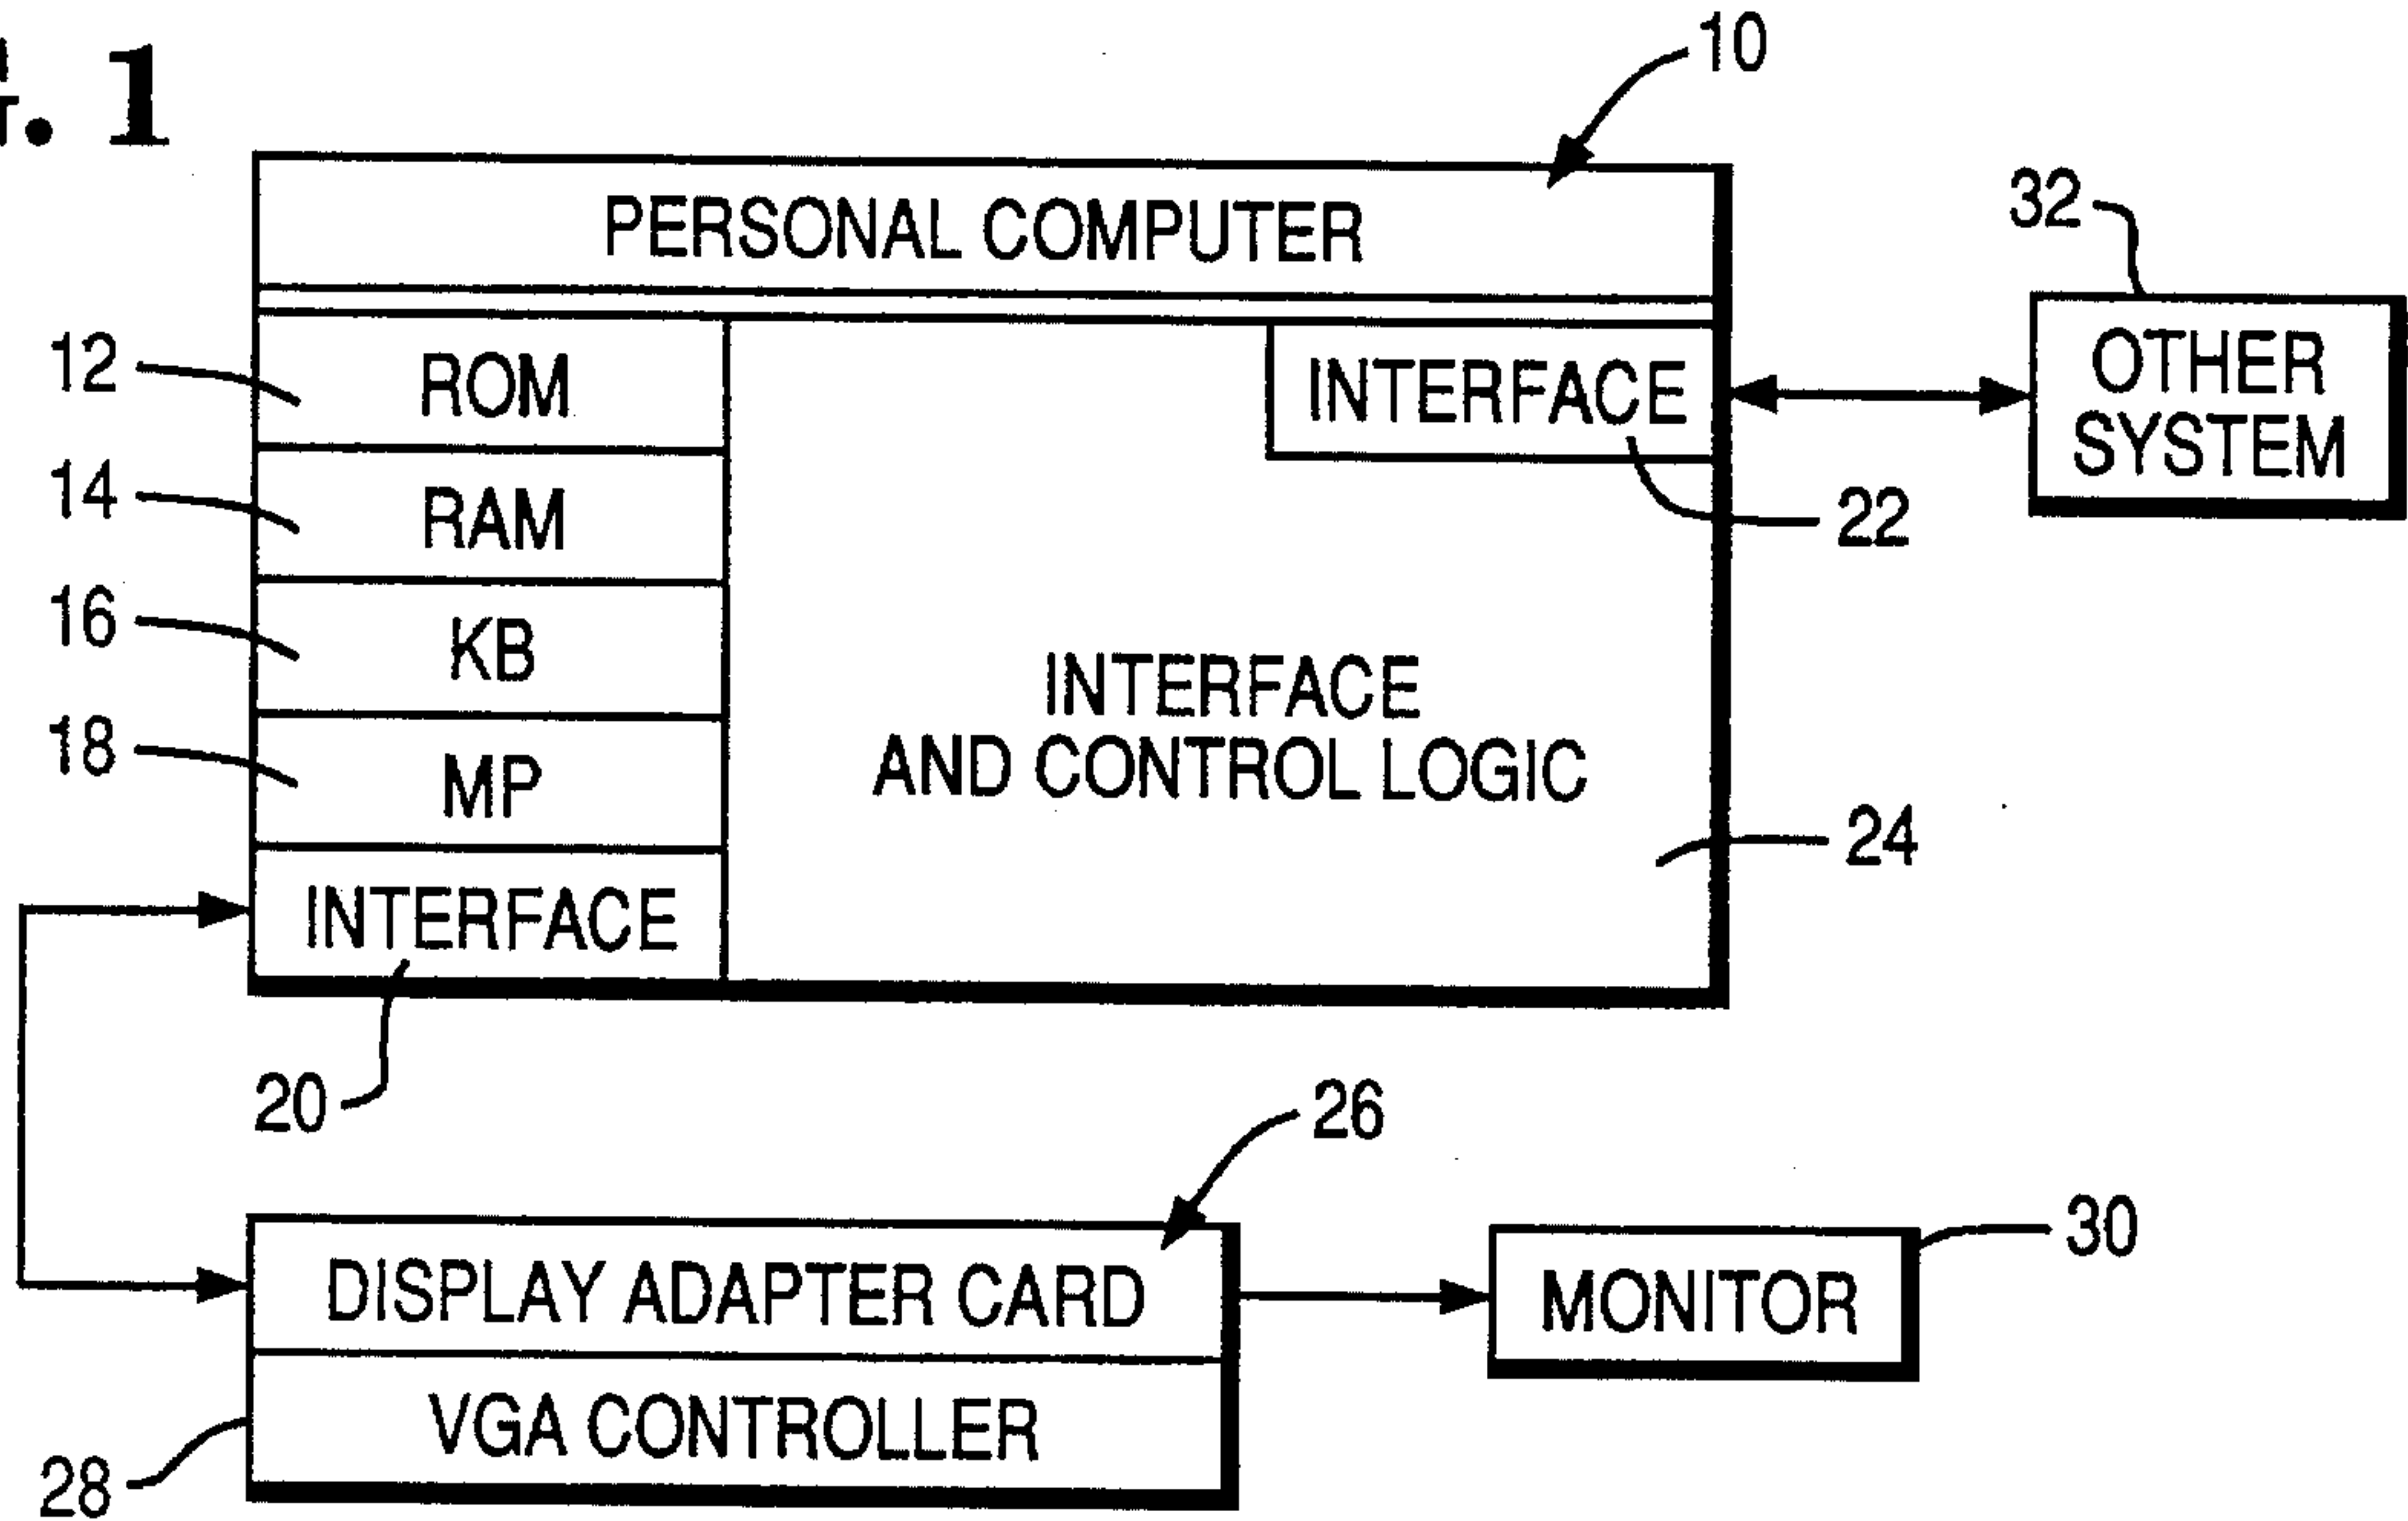 . 1
10
PERSONAL COMPUTER
32
OTHER
SYSTEM
12
ROM
INTERFACE
14
RAM
22
16
KB
INTERFACE
AND CONTROL LOGIC
18
MP
24
INTERFACE
20
26
DISPLAY ADAPTER CARD
30
MONITOR
VGA CONTROLLER
28